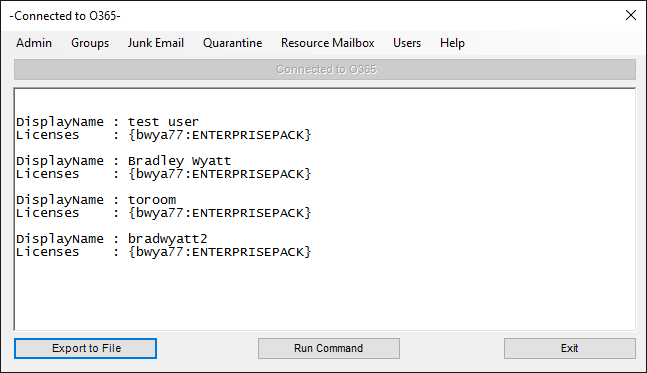 -Connected to O365-
Admin Groups Junk Email Quarantine Resource Mailbox Users Help
Connected to O365
DisplayName : test user
Licenses    : {bwya77:ENTERPRISEPACK}
DisplayName : Bradley Wyatt
Licenses    : {bwya77:ENTERPRISEPACK}
DisplayName : toroom
Licenses    : {bwya77:ENTERPRISEPACK}
DisplayName : bradwyatt2
Licenses    : {bwya77:ENTERPRISEPACK}
Export to File Run Command Exit